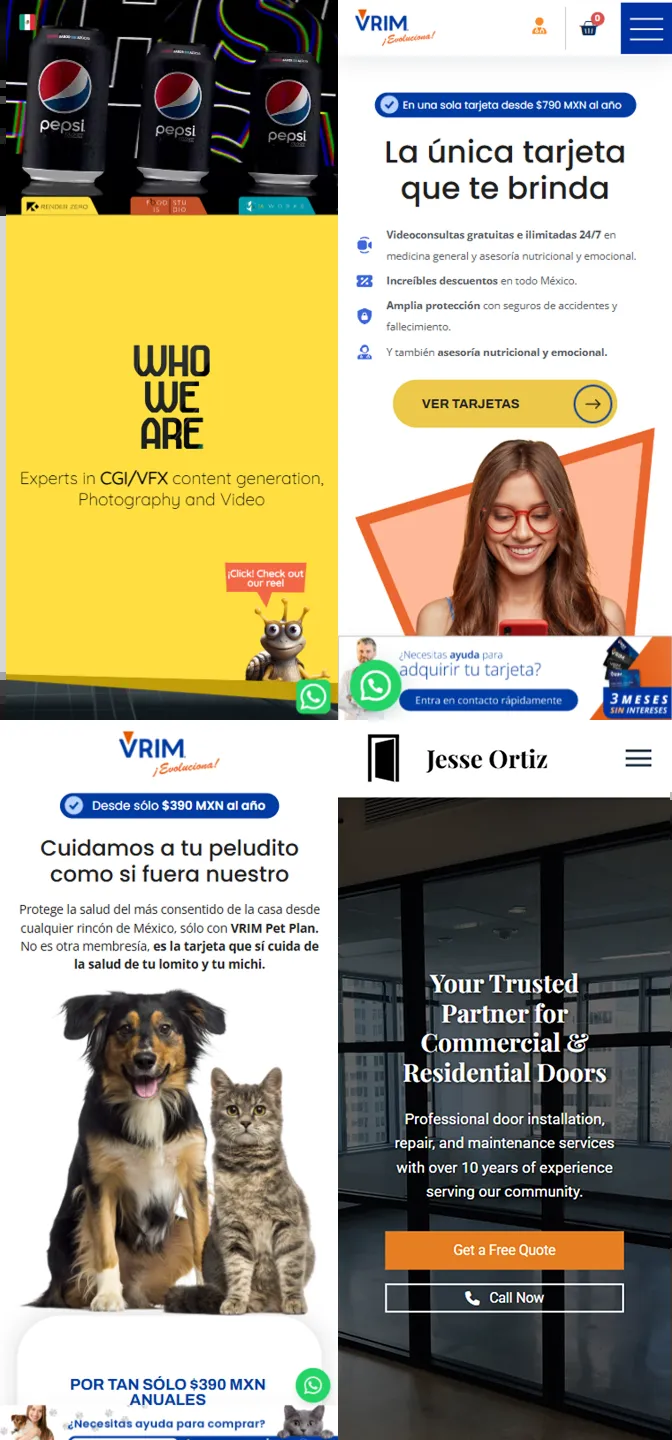 pepsi
pepsi
pepsi
RENDER ZERO
WHO
WE
ARE
Experts in CGI/VFX content generation,
Photography and Video
¡Click! Check out
our reel
VRIM
¡Evoluciona!
0
En una sola tarjeta desde $790 MXN al año
La única tarjeta
que te brinda
Videoconsultas gratuitas e ilimitadas 24/7 en
medicina general y asesoría nutricional y emocional.
Increíbles descuentos en todo México.
Amplia protección con seguros de accidentes y
fallecimiento.
Y también asesoría nutricional y emocional.
VER TARJETAS
¿Necesitas ayuda para
adquirir tu tarjeta?
Entra en contacto rápidamente
3 MESES
SIN INTERESES
VRIM
¡Evoluciona!
Desde sólo $390 MXN al año
Cuidamos a tu peludito
como si fuera nuestro
Protege la salud del más consentido de la casa desde
cualquier rincón de México, sólo con VRIM Pet Plan.
No es otra membresía, es la tarjeta que sí cuida de
la salud de tu lomito y tu michi.
POR TAN SÓLO $390 MXN
ANUALES
¿Necesitas ayuda para comprar?
Jesse Ortiz
Your Trusted
Partner for
Commercial &
Residential Doors
Professional door installation,
repair, and maintenance services
with over 10 years of experience
serving our community.
Get a Free Quote
Call Now